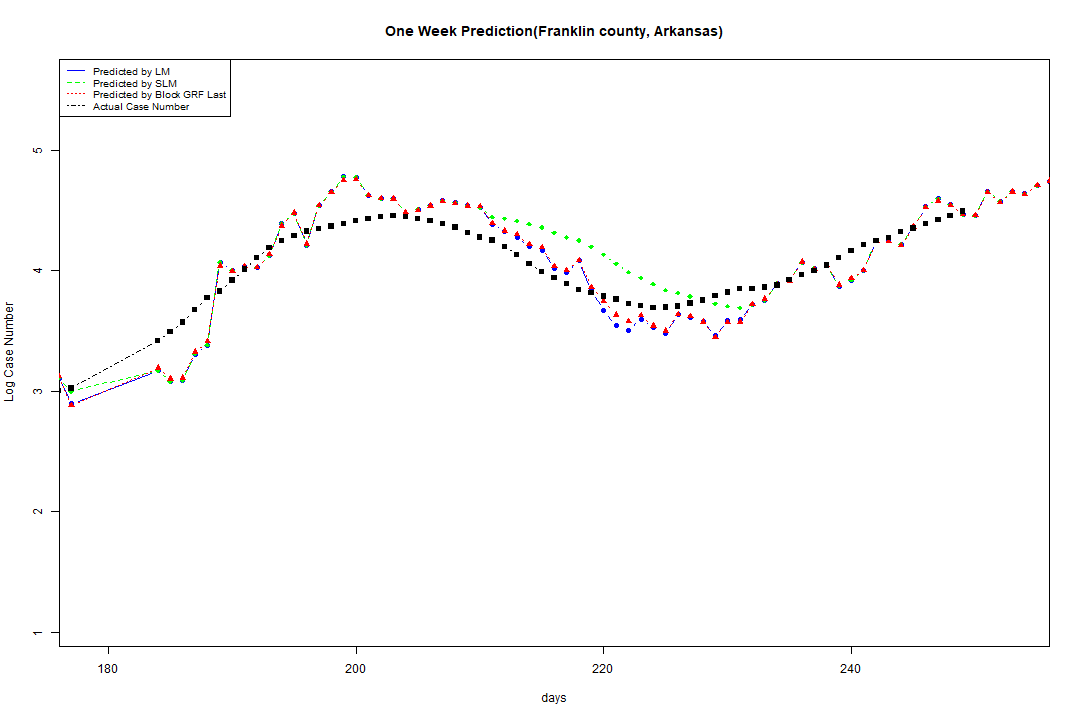 One Week Prediction(Franklin county, Arkansas)
Predicted by LM
Predicted by SLM
Predicted by Block GRF Last
Actual Case Number
5
4
3
2
1
Log Case Number
180 200 220 240
days